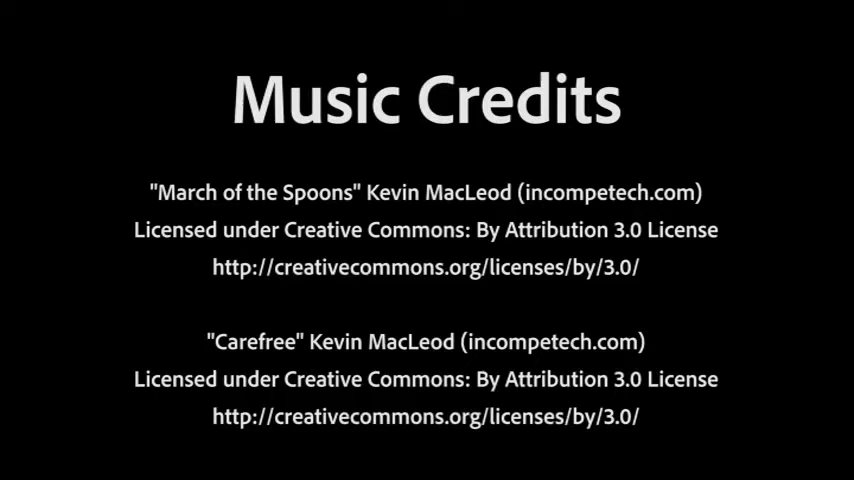 Music Credits
"March of the Spoons" Kevin MacLeod (incompetech.com)
Licensed under Creative Commons: By Attribution 3.0 License
http://creativecommons.org/licenses/by/3.0/
"Carefree" Kevin MacLeod (incompetech.com)
Licensed under Creative Commons: By Attribution 3.0 License
http://creativecommons.org/licenses/by/3.0/